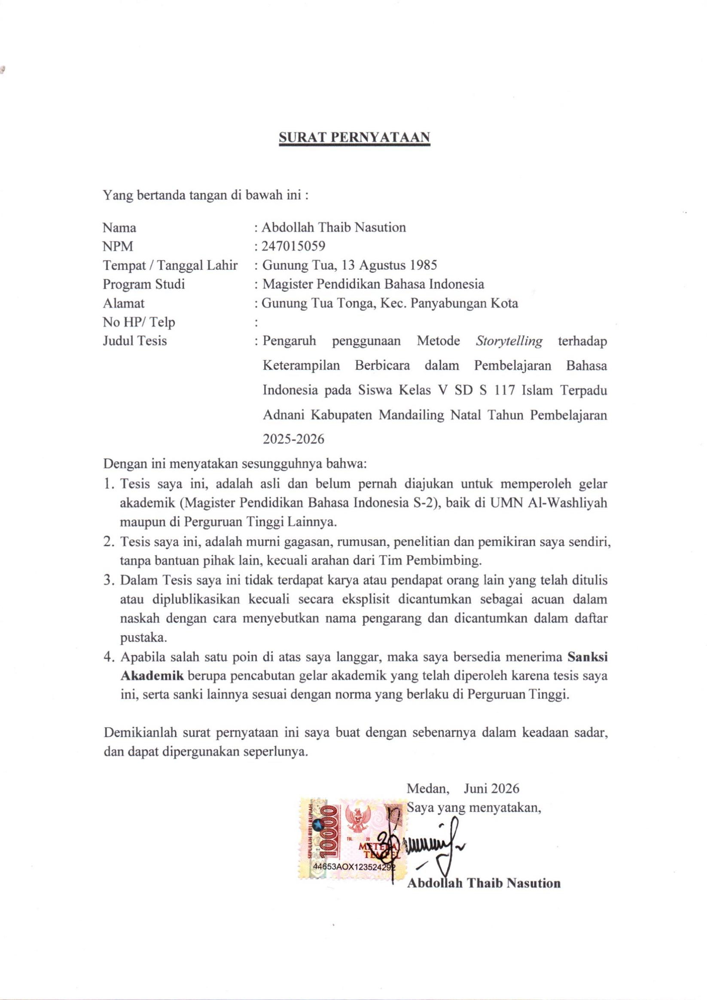 SURAT PERNYATAAN
Yang bertanda tangan di bawah ini :
Nama : Abdollah Thaib Nasution
NPM : 247015059
Tempat / Tanggal Lahir : Gunung Tua, 13 Agustus 1985
Program Studi : Magister Pendidikan Bahasa Indonesia
Alamat : Gunung Tua Tonga, Kec. Panyabungan Kota
No HP/ Telp :
Judul Tesis : Pengaruh penggunaan Metode Storytelling terhadap
Keterampilan Berbicara dalam Pembelajaran Bahasa
Indonesia pada Siswa Kelas V SD S 117 Islam Terpadu
Adnani Kabupaten Mandailing Natal Tahun Pembelajaran
2025-2026
Dengan ini menyatakan sesungguhnya bahwa:
1. Tesis saya ini, adalah asli dan belum pernah diajukan untuk memperoleh gelar
akademik (Magister Pendidikan Bahasa Indonesia S-2), baik di UMN Al-Washliyah
maupun di Perguruan Tinggi Lainnya.
2. Tesis saya ini, adalah murni gagasan, rumusan, penelitian dan pemikiran saya sendiri,
tanpa bantuan pihak lain, kecuali arahan dari Tim Pembimbing.
3. Dalam Tesis saya ini tidak terdapat karya atau pendapat orang lain yang telah ditulis
atau diplublikasikan kecuali secara eksplisit dicantumkan sebagai acuan dalam
naskah dengan cara menyebutkan nama pengarang dan dicantumkan dalam daftar
pustaka.
4. Apabila salah satu poin di atas saya langgar, maka saya bersedia menerima Sanksi
Akademik berupa pencabutan gelar akademik yang telah diperoleh karena tesis saya
ini, serta sanki lainnya sesuai dengan norma yang berlaku di Perguruan Tinggi.
Demikianlah surat pernyataan ini saya buat dengan sebenarnya dalam keadaan sadar,
dan dapat dipergunakan seperlunya.
Medan, Juni 2026
Saya yang menyatakan,
SEPULUH RIBU RUPIAH
10000
TGL. 20
METERAI
TEMPEL
44653AOX123524292
Abdollah Thaib Nasution